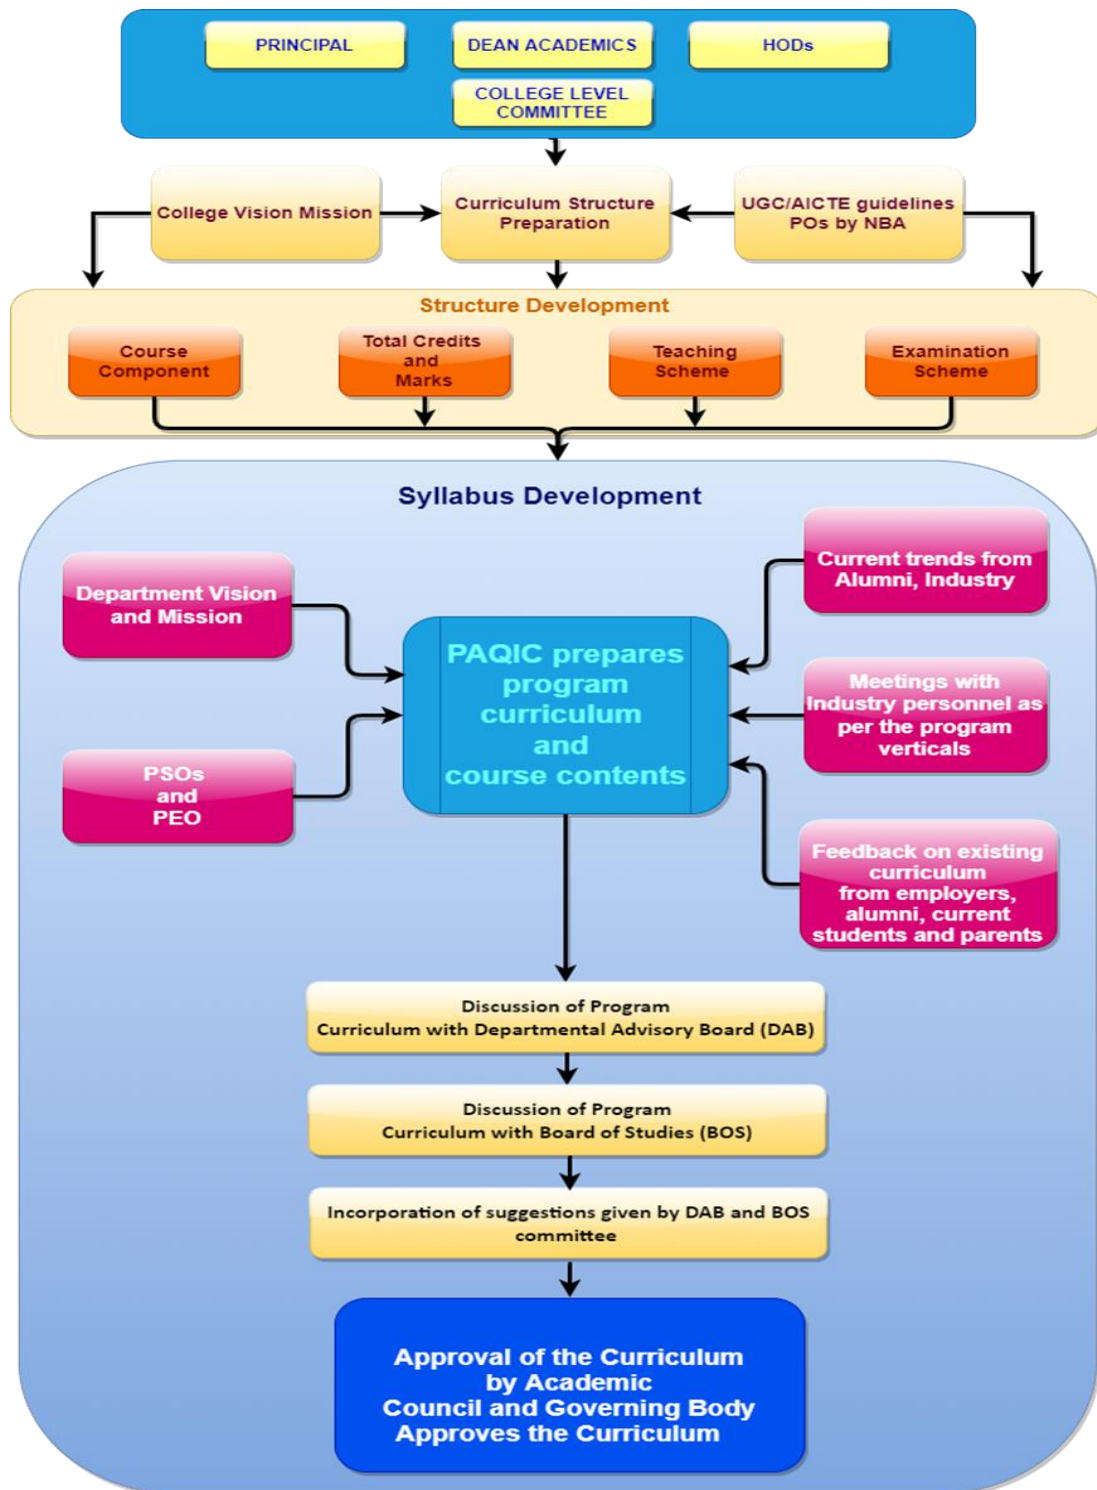 PRINCIPAL
DEAN ACADEMICS
HODs
COLLEGE LEVEL
COMMITTEE
College Vision Mission
Curriculum Structure
Preparation
UGC/AICTE guidelines
POs by NBA
Structure Development
Course
Component
Total Credits
and
Marks
Teaching
Scheme
Examination
Scheme
Syllabus Development
Department Vision
and Mission
PSOs
and
PEO
PAQIC prepares
program
curriculum
and
course contents
Current trends from
Alumni, Industry
Meetings with
Industry personnel as
per the program
verticals
Feedback on existing
curriculum
from employers,
alumni, current
students and parents
Discussion of Program
Curriculum with Departmental Advisory Board (DAB)
Discussion of Program
Curriculum with Board of Studies (BOS)
Incorporation of suggestions given by DAB and BOS
committee
Approval of the Curriculum
by Academic
Council and Governing Body
Approves the Curriculum